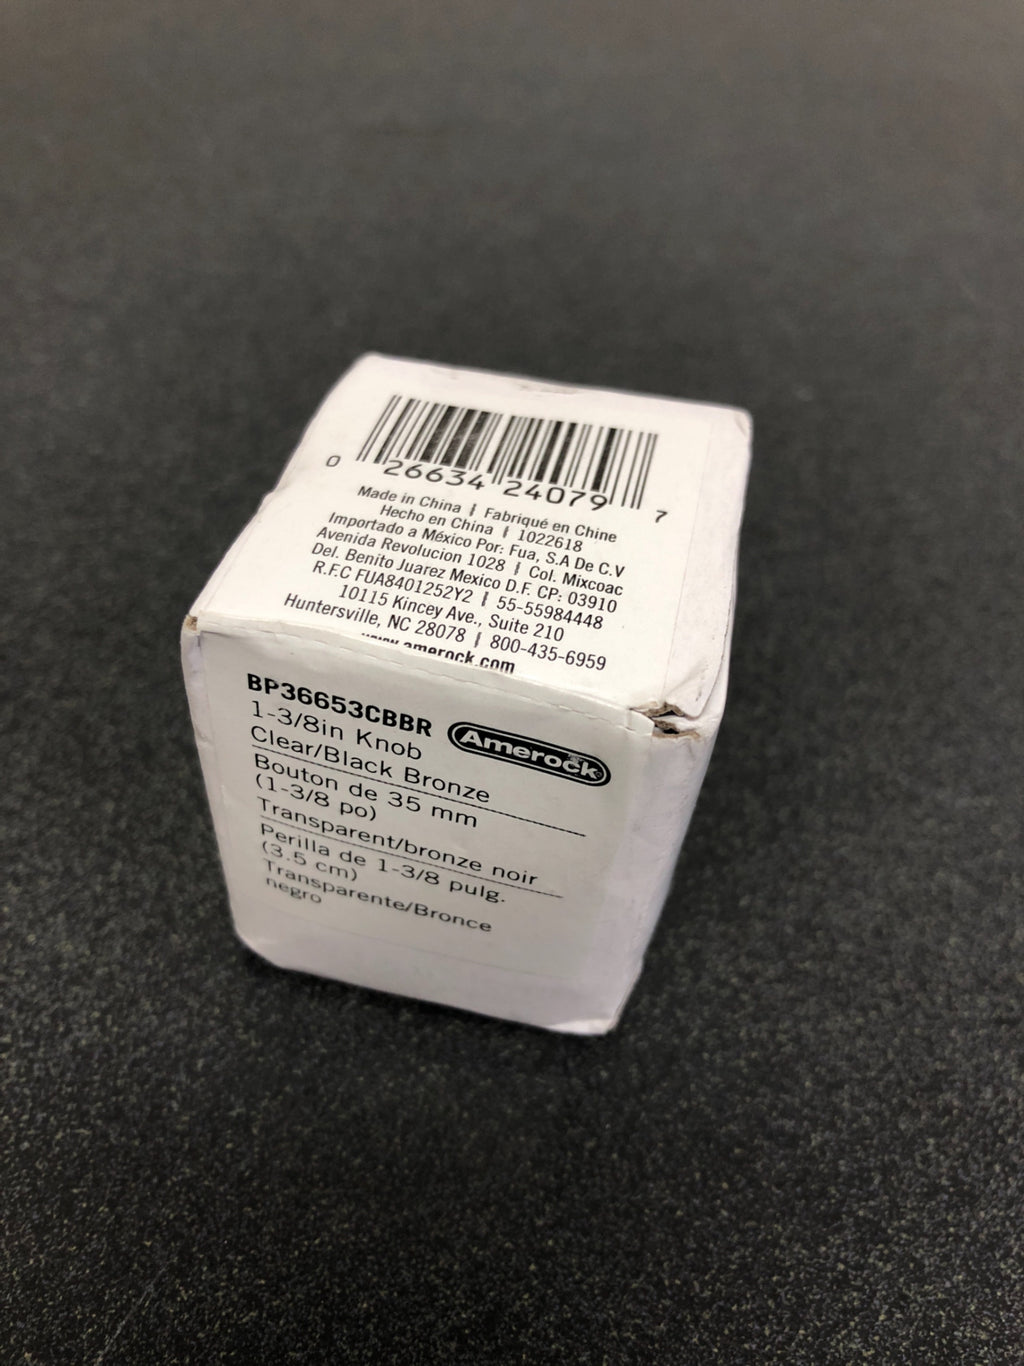 0 26634 24079 7
Made in China | Fabriqué en Chine
Hecho en China | 1022618
Importado a México Por: Fua, S.A De C.V
Avenida Revolucion 1028 | Col. Mixcoac
Del. Benito Juarez Mexico D.F. CP: 03910
R.F.C FUA8401252Y2 | 55-55984448
10115 Kincey Ave., Suite 210
Huntersville, NC 28078 | 800-435-6959
www.amerock.com
BP36653CBBR
Amerock
1-3/8in Knob
Clear/Black Bronze
Bouton de 35 mm
(1-3/8 po)
Transparent/bronze noir
Perilla de 1-3/8 pulg.
(3.5 cm)
Transparente/Bronce
negro